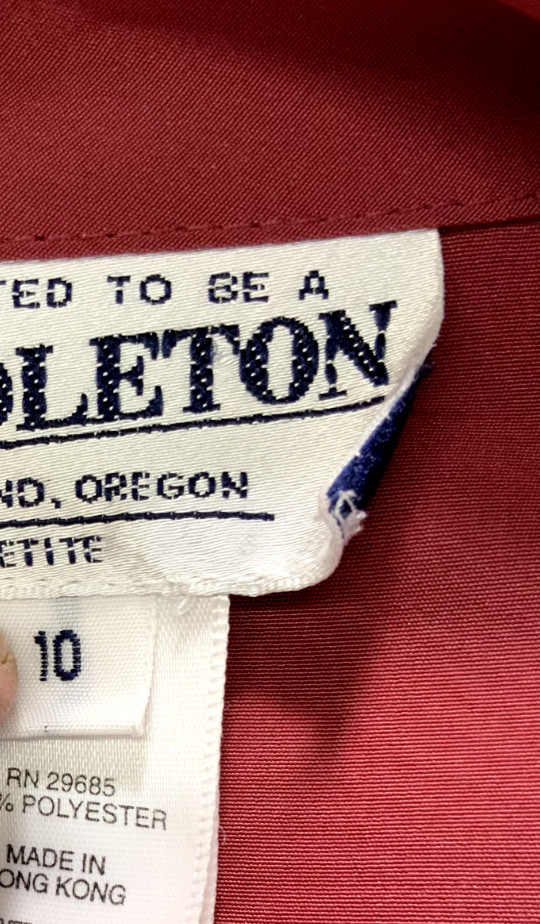 TED TO BE A
DLETON
ND, OREGON
ETITE
10
RN 29685
% POLYESTER
MADE IN
ONG KONG